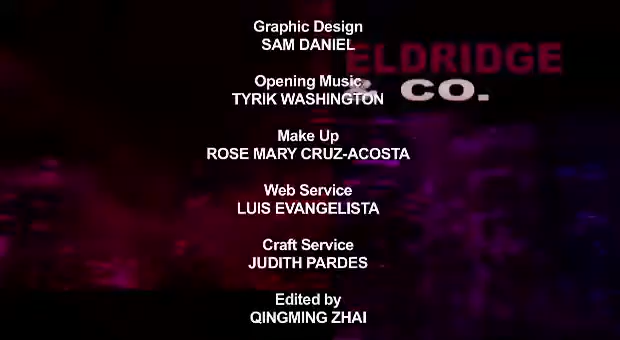 Graphic Design
SAM DANIEL
ELDRIDGE
& CO.
Opening Music
TYRIK WASHINGTON
Make Up
ROSE MARY CRUZ-ACOSTA
Web Service
LUIS EVANGELISTA
Craft Service
JUDITH PARDES
Edited by
QINGMING ZHAI